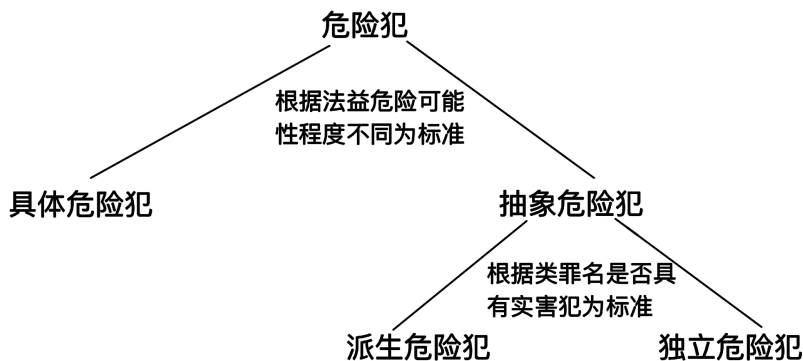 危险犯
根据法益危险可能
性程度不同为标准
具体危险犯
抽象危险犯
根据类罪名是否具
有实害犯为标准
派生危险犯
独立危险犯